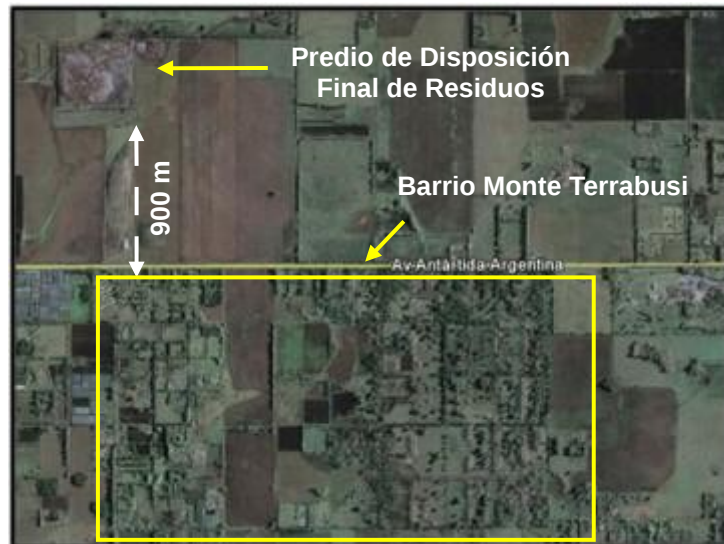 Predio de Disposición
Final de Residuos
900 m
Barrio Monte Terrabusi
Av Antártida Argentina